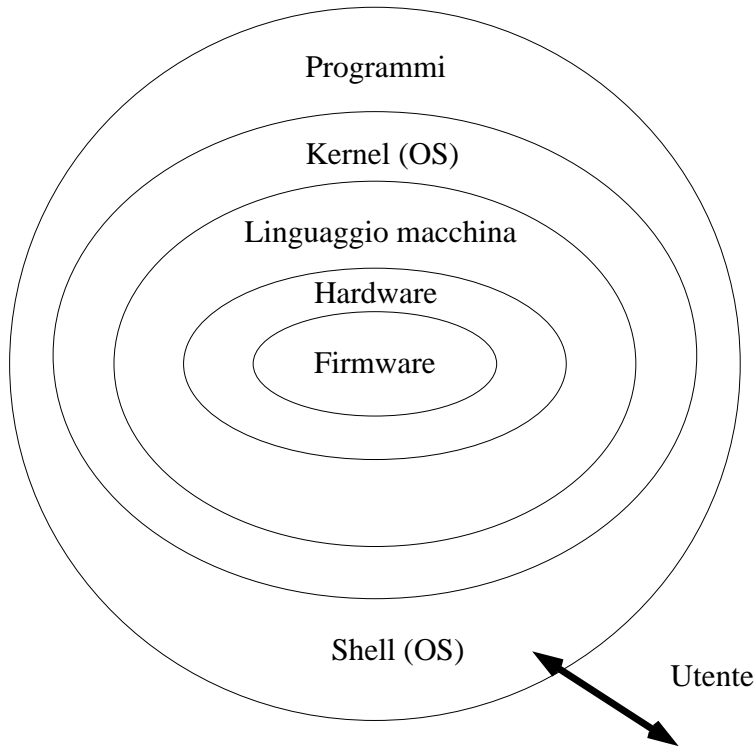 Programmi
Kernel (OS)
Linguaggio macchina
Hardware
Firmware
Shell (OS)
Utente